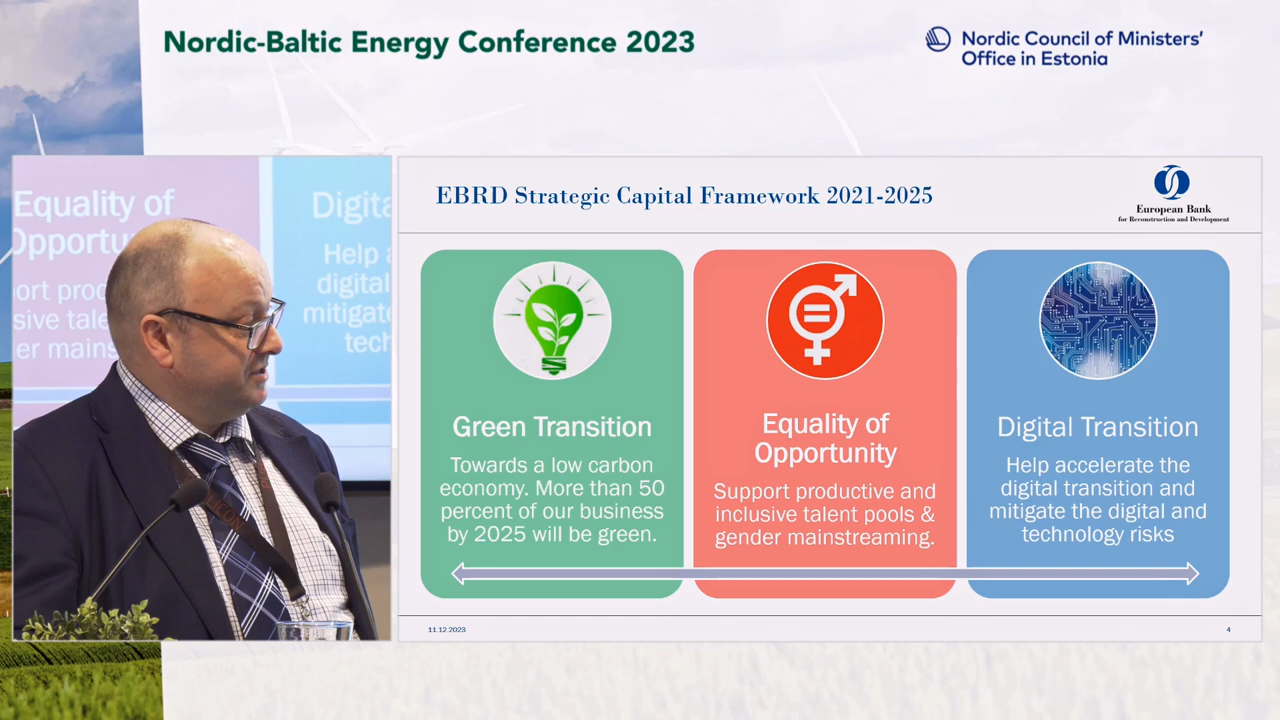 Nordic-Baltic Energy Conference 2023
Nordic Council of Ministers'
Office in Estonia
Equality of
Opportu
ort prod
sive tale
er mains
Digita
Help a
digital
mitigate
tech
EBRD Strategic Capital Framework 2021-2025
European Bank
for Reconstruction and Development
Green Transition
Towards a low carbon
economy. More than 50
percent of our business
by 2025 will be green.
Equality of
Opportunity
Support productive and
inclusive talent pools &
gender mainstreaming.
Digital Transition
Help accelerate the
digital transition and
mitigate the digital and
technology risks
11.12.2023
4